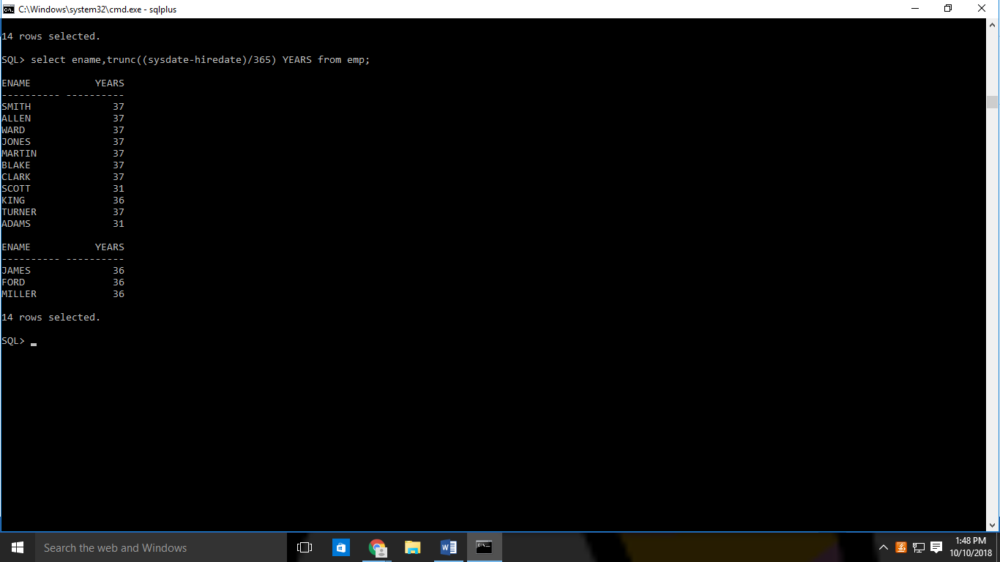 C:\Windows\system32\cmd.exe - sqlplus
14 rows selected.
SQL> select ename,trunc((sysdate-hiredate)/365) YEARS from emp;
ENAME           YEARS
---------- ----------
SMITH              37
ALLEN              37
WARD               37
JONES              37
MARTIN             37
BLAKE              37
CLARK              37
SCOTT              31
KING               36
TURNER             37
ADAMS              31
ENAME           YEARS
---------- ----------
JAMES              36
FORD               36
MILLER             36
14 rows selected.
SQL>
Search the web and Windows
1:48 PM
10/10/2018